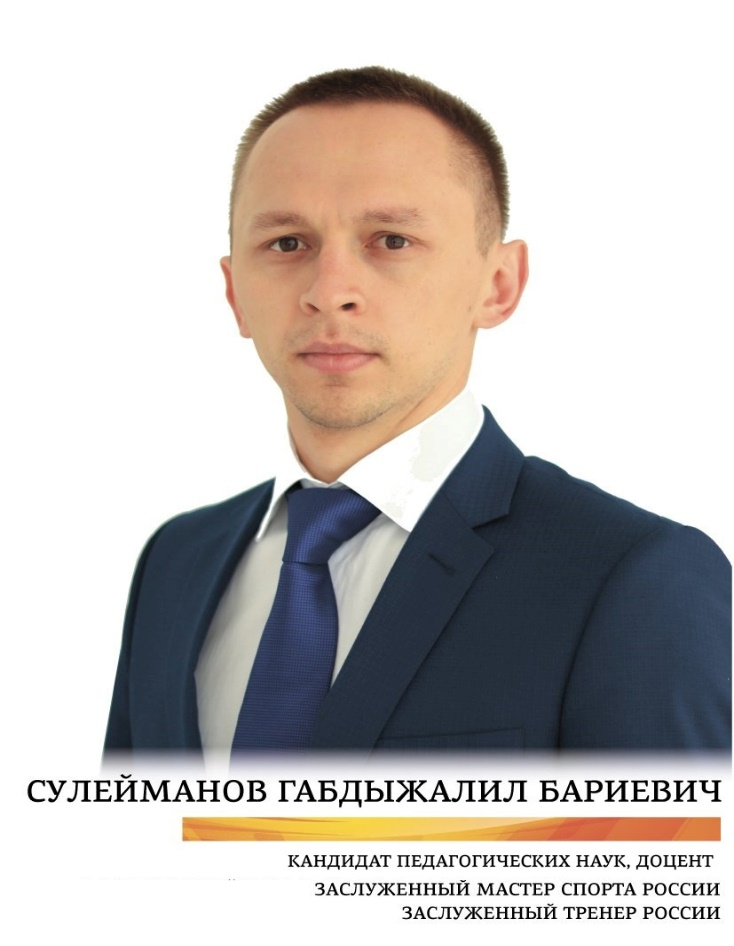 СУЛЕЙМАНОВ ГАБДЫЖАЛИЛ БАРИЕВИЧ
КАНДИДАТ ПЕДАГОГИЧЕСКИХ НАУК, ДОЦЕНТ
ЗАСЛУЖЕННЫЙ МАСТЕР СПОРТА РОССИИ
ЗАСЛУЖЕННЫЙ ТРЕНЕР РОССИИ